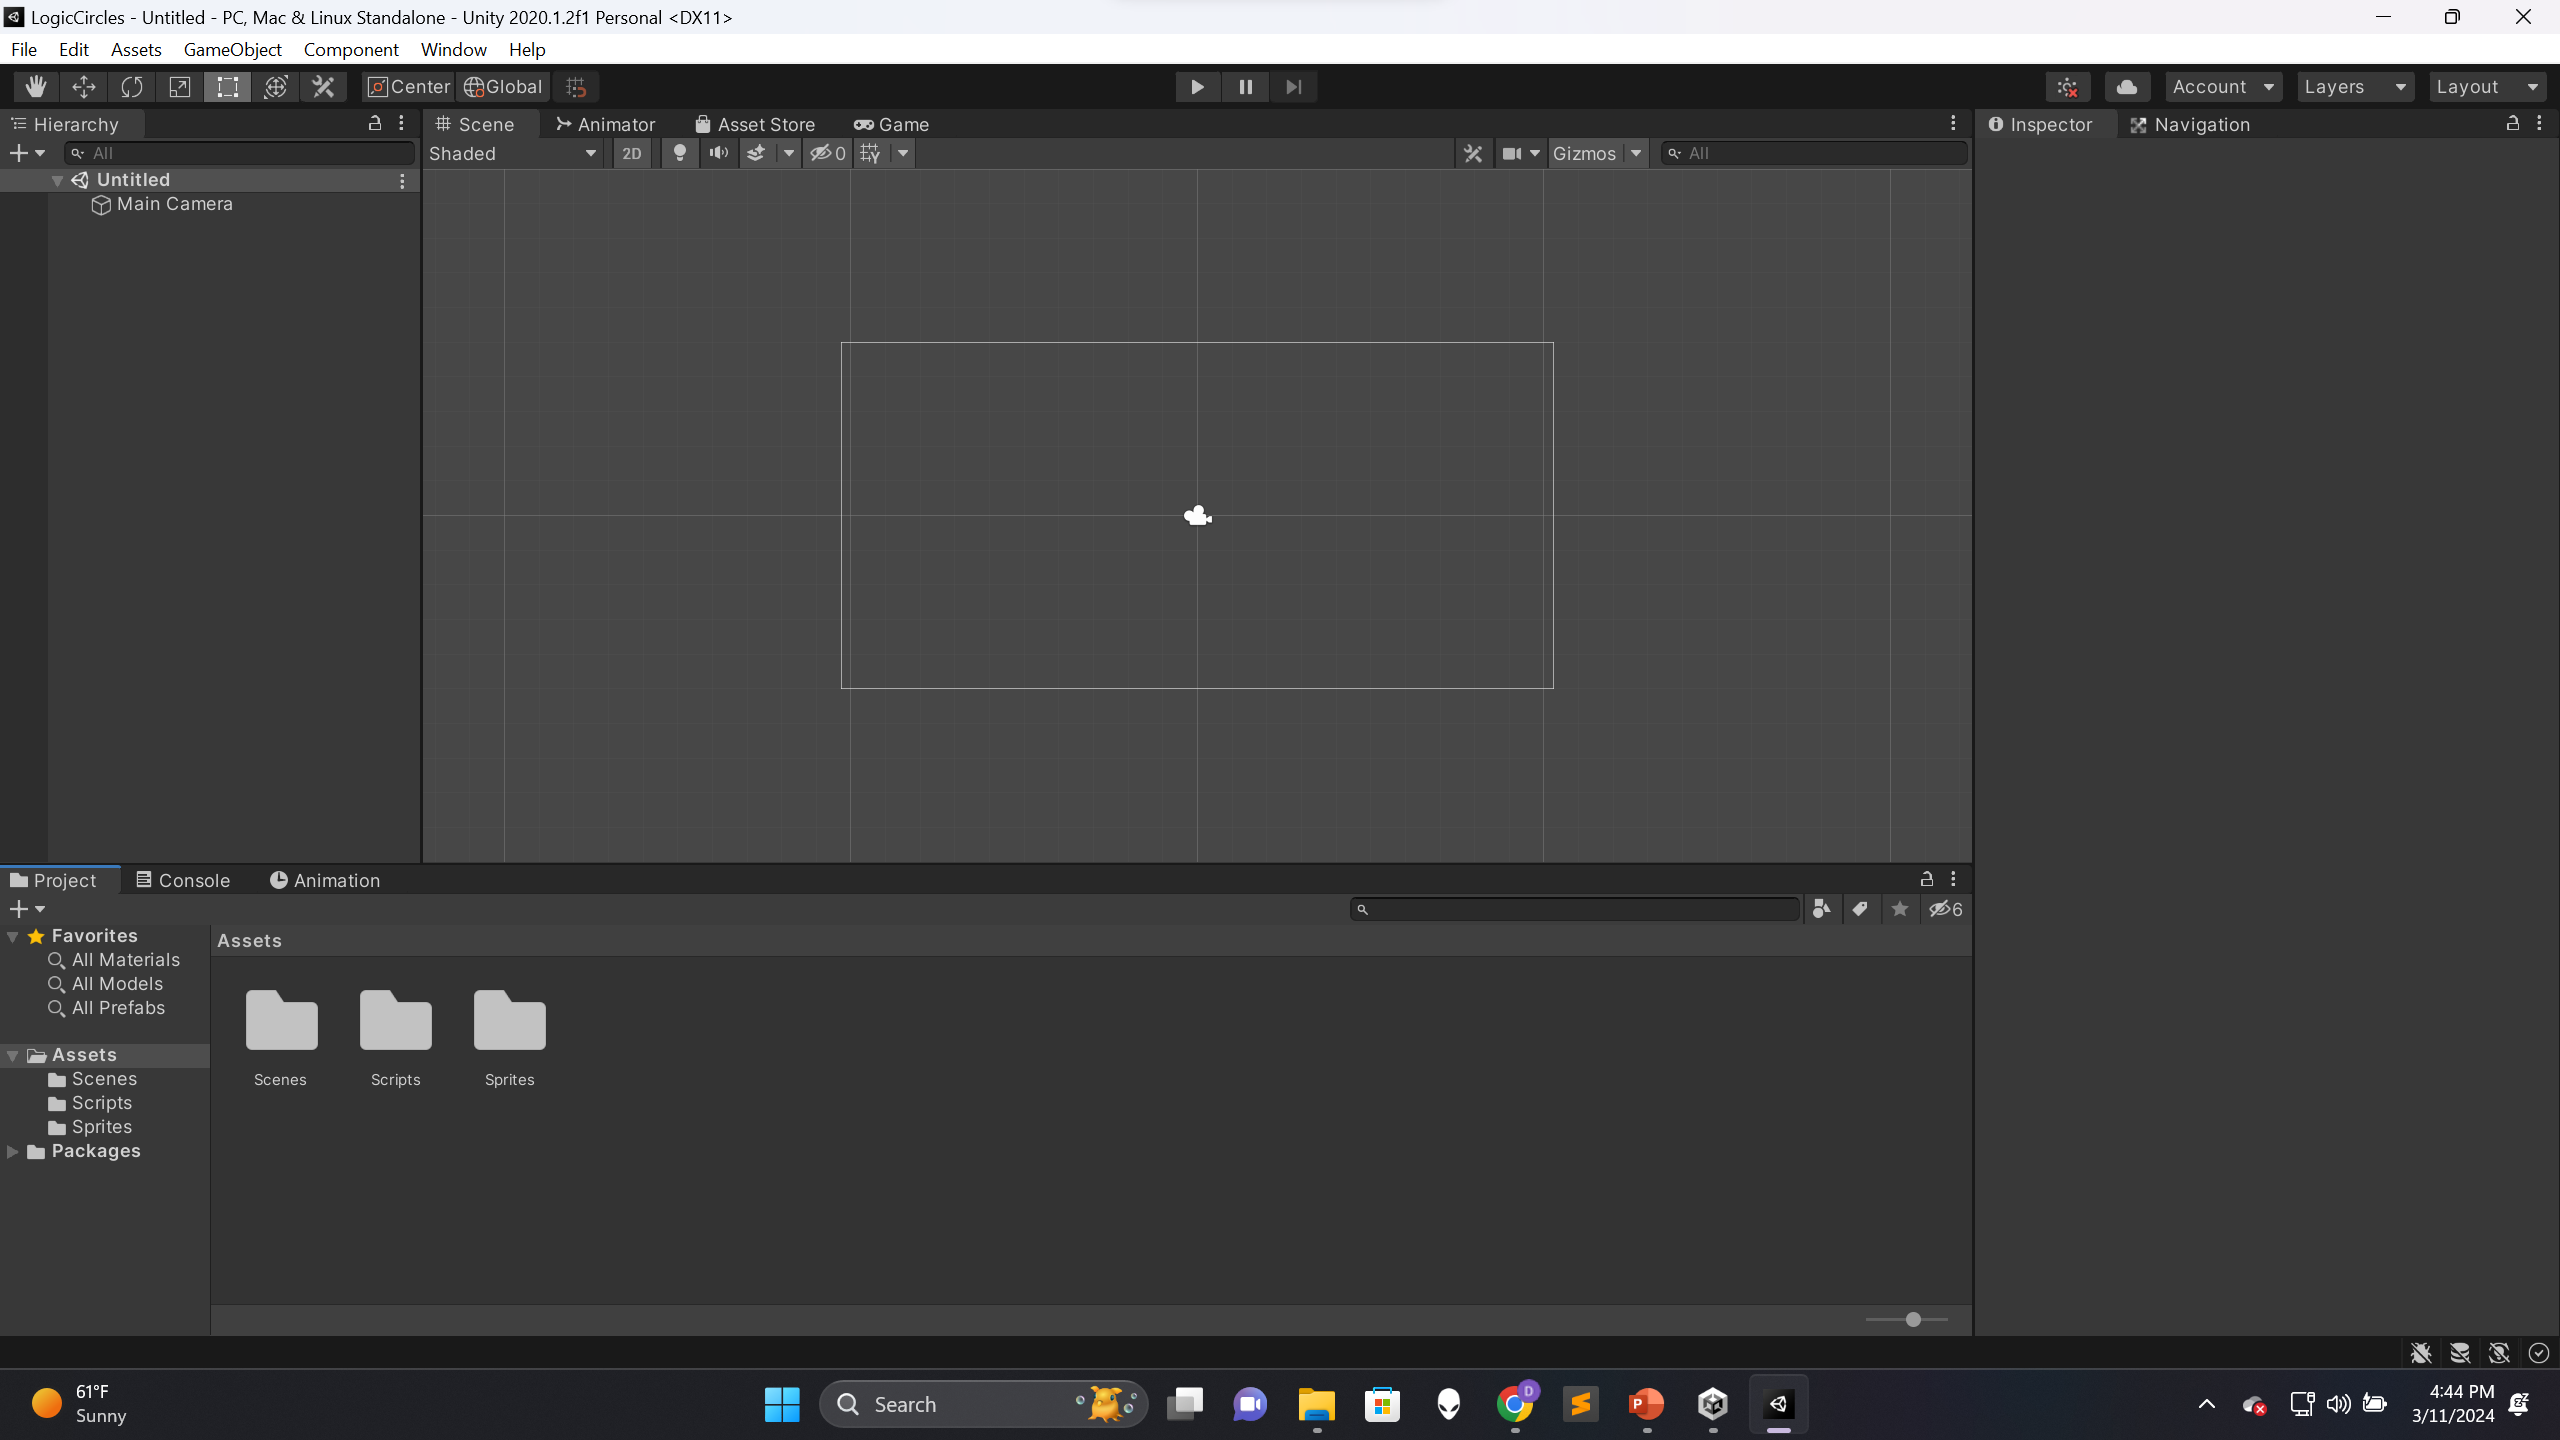 LogicCircles - Untitled - PC, Mac & Linux Standalone - Unity 2020.1.2f1 Personal <DX11>
File Edit Assets GameObject Component Window Help
Center Global Account Layers Layout
Hierarchy
Scene Animator Asset Store Game
Inspector Navigation
All
Shaded 2D 0 Gizmos All
Untitled
Main Camera
Project Console Animation
6
Favorites
All Materials
All Models
All Prefabs
Assets
Scenes
Scripts
Sprites
Packages
Assets
Scenes Scripts Sprites
61°F
Sunny
Search
D
P
4:44 PM
3/11/2024